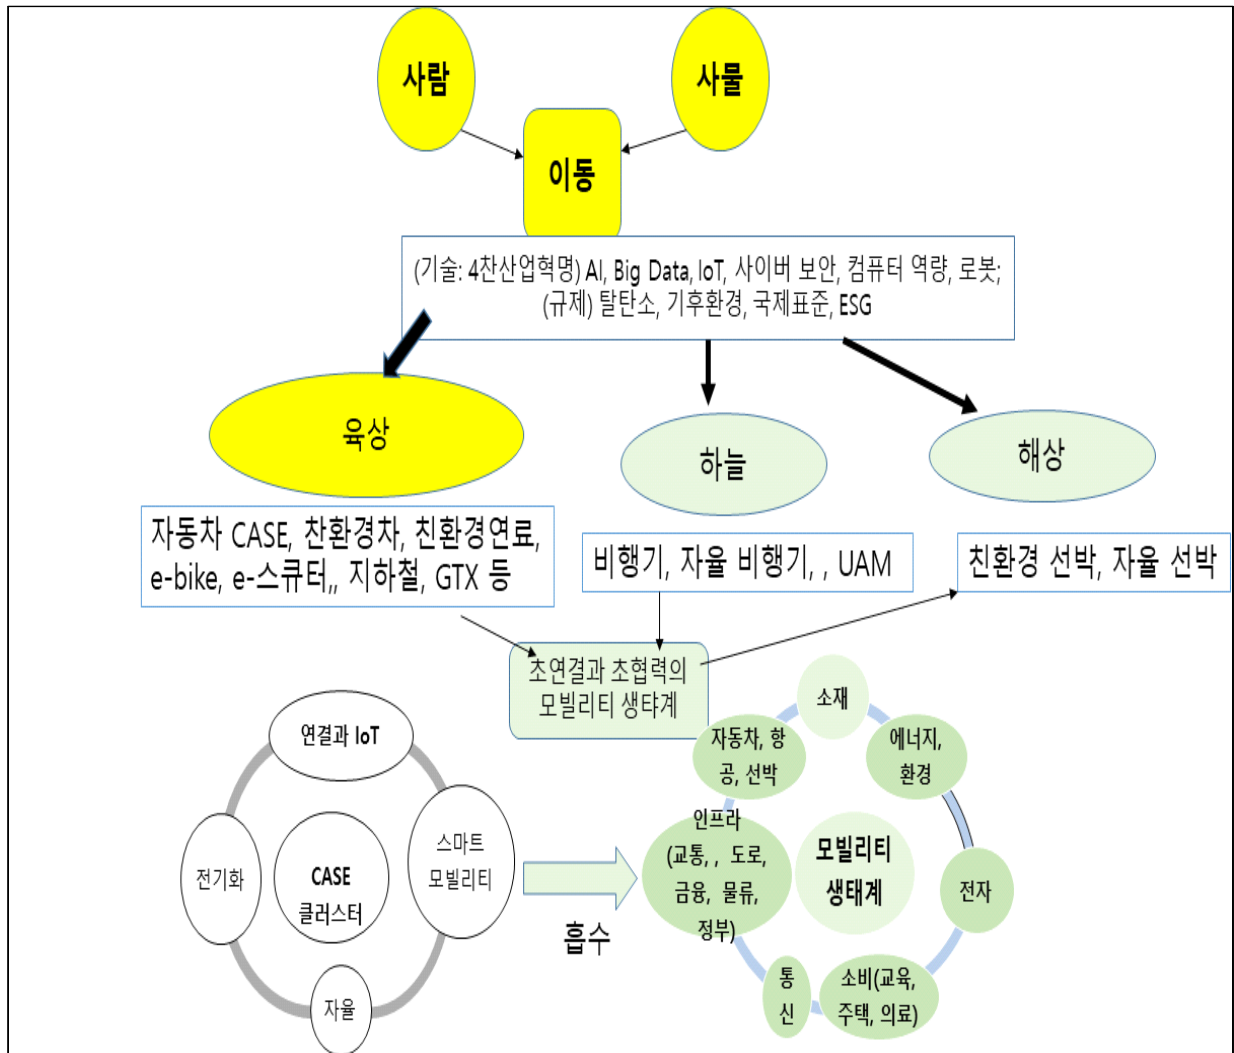 사람
사물
이동
(기술: 4찬산업혁명) AI, Big Data, IoT, 사이버 보안, 컴퓨터 역량, 로봇;
(규제) 탈탄소, 기후환경, 국제표준, ESG
육상
하늘
해상
자동차 CASE, 찬환경차, 친환경연료,
e-bike, e-스큐터,, 지하철, GTX 등
비행기, 자율 비행기, , UAM
친환경 선박, 자율 선박
초연결과 초협력의
모빌리티 생턔계
연결과 IoT
전기화
CASE
클러스터
스마트
모빌리티
자율
흡수
소재
자동차, 항
공, 선박
에너지,
환경
인프라
(교통, , 도로,
금융, 물류,
정부)
모빌리티
생태계
전자
통
신
소비(교육,
주택, 의료)